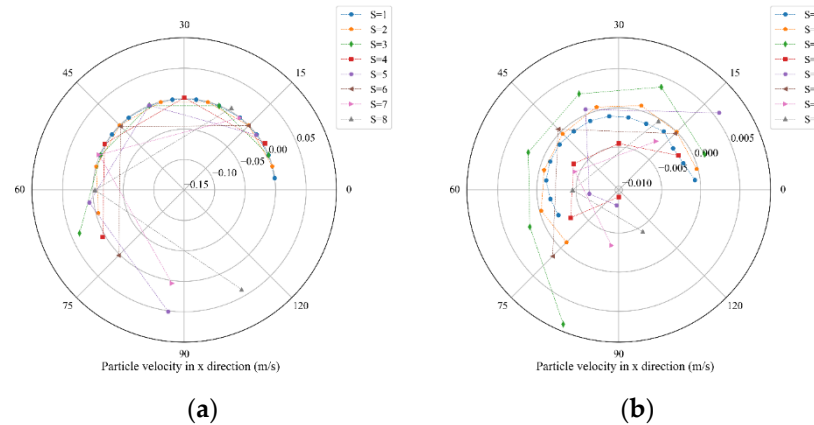 30
45
15
60
0
75
120
90
0.15
0.05
0.00
−0.05
−0.10
−0.15
S=1
S=2
S=3
S=4
S=5
S=6
S=7
S=8
Particle velocity in x direction (m/s)
(a)
30
45
15
60
0
75
120
90
0.005
0.000
−0.005
−0.010
S=
S=
S=
S=
S=
S=
S=
S=
Particle velocity in x direction (m/s)
(b)